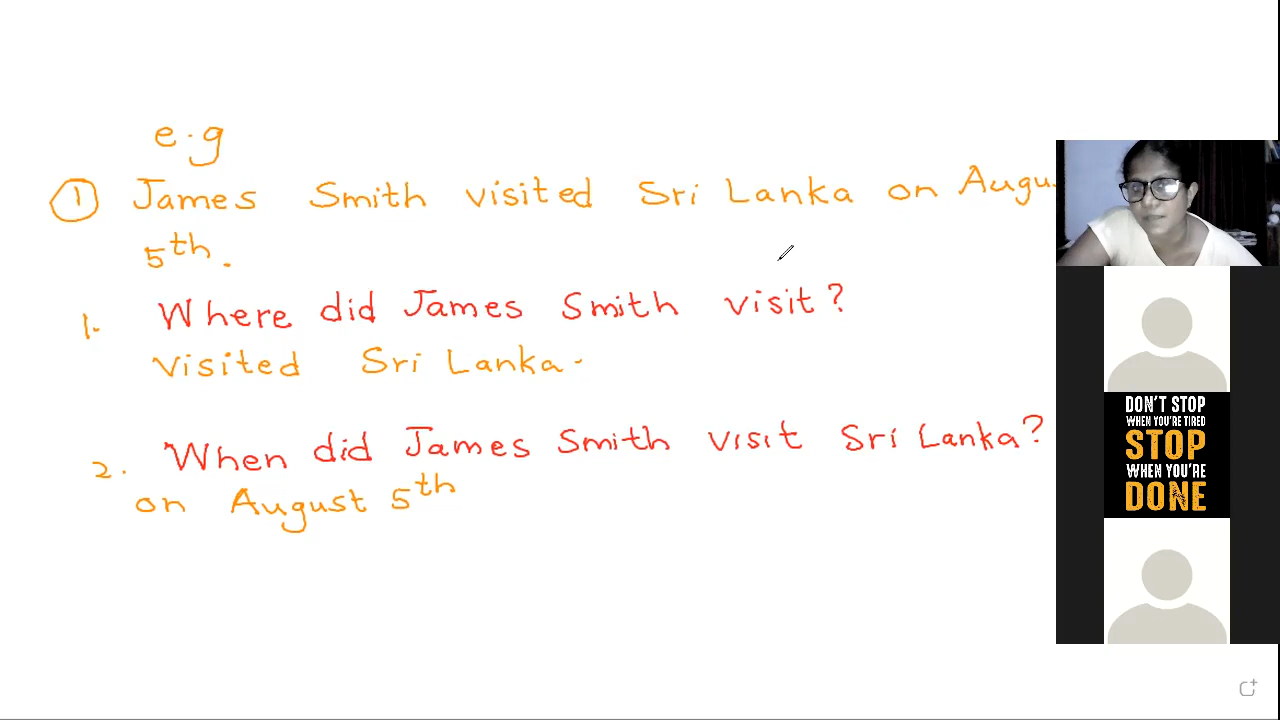 e.g
1 James Smith visited Sri Lanka on Augu
5th.
1. Where did James Smith visit?
visited Sri Lanka.
2. When did James Smith visit Sri Lanka?
on August 5th
DON'T STOP
WHEN YOU'RE TIRED
STOP
WHEN YOU'RE
DONE